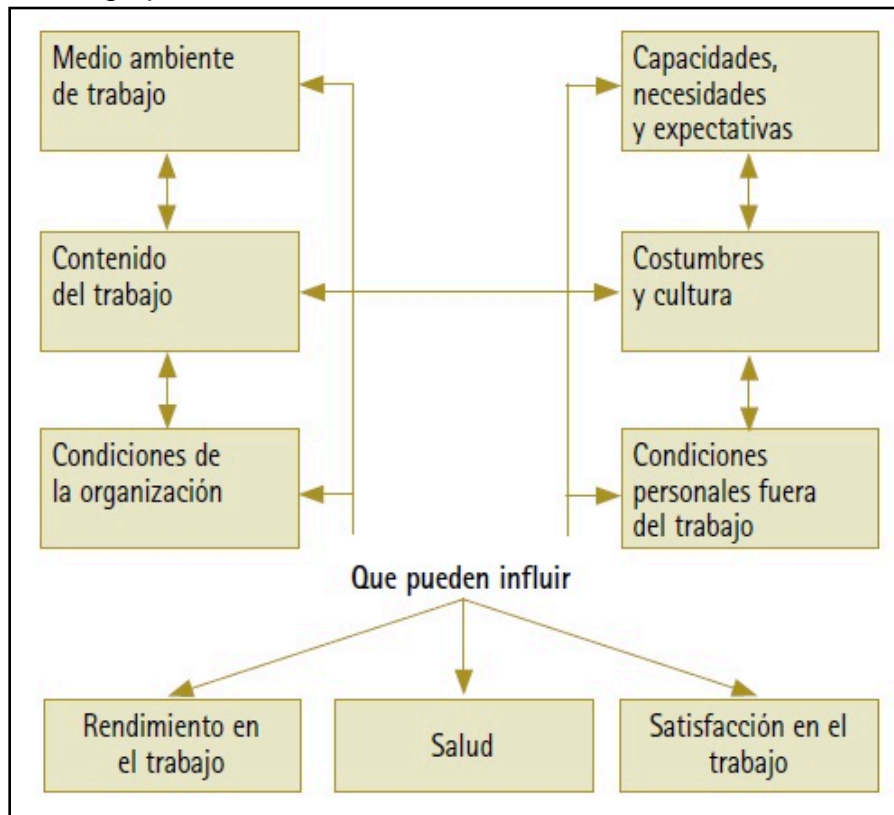 Medio ambiente
de trabajo
Capacidades,
necesidades
y expectativas
Contenido
del trabajo
Costumbres
y cultura
Condiciones de
la organización
Condiciones
personales fuera
del trabajo
Que pueden influir
Rendimiento en
el trabajo
Salud
Satisfacción en el
trabajo